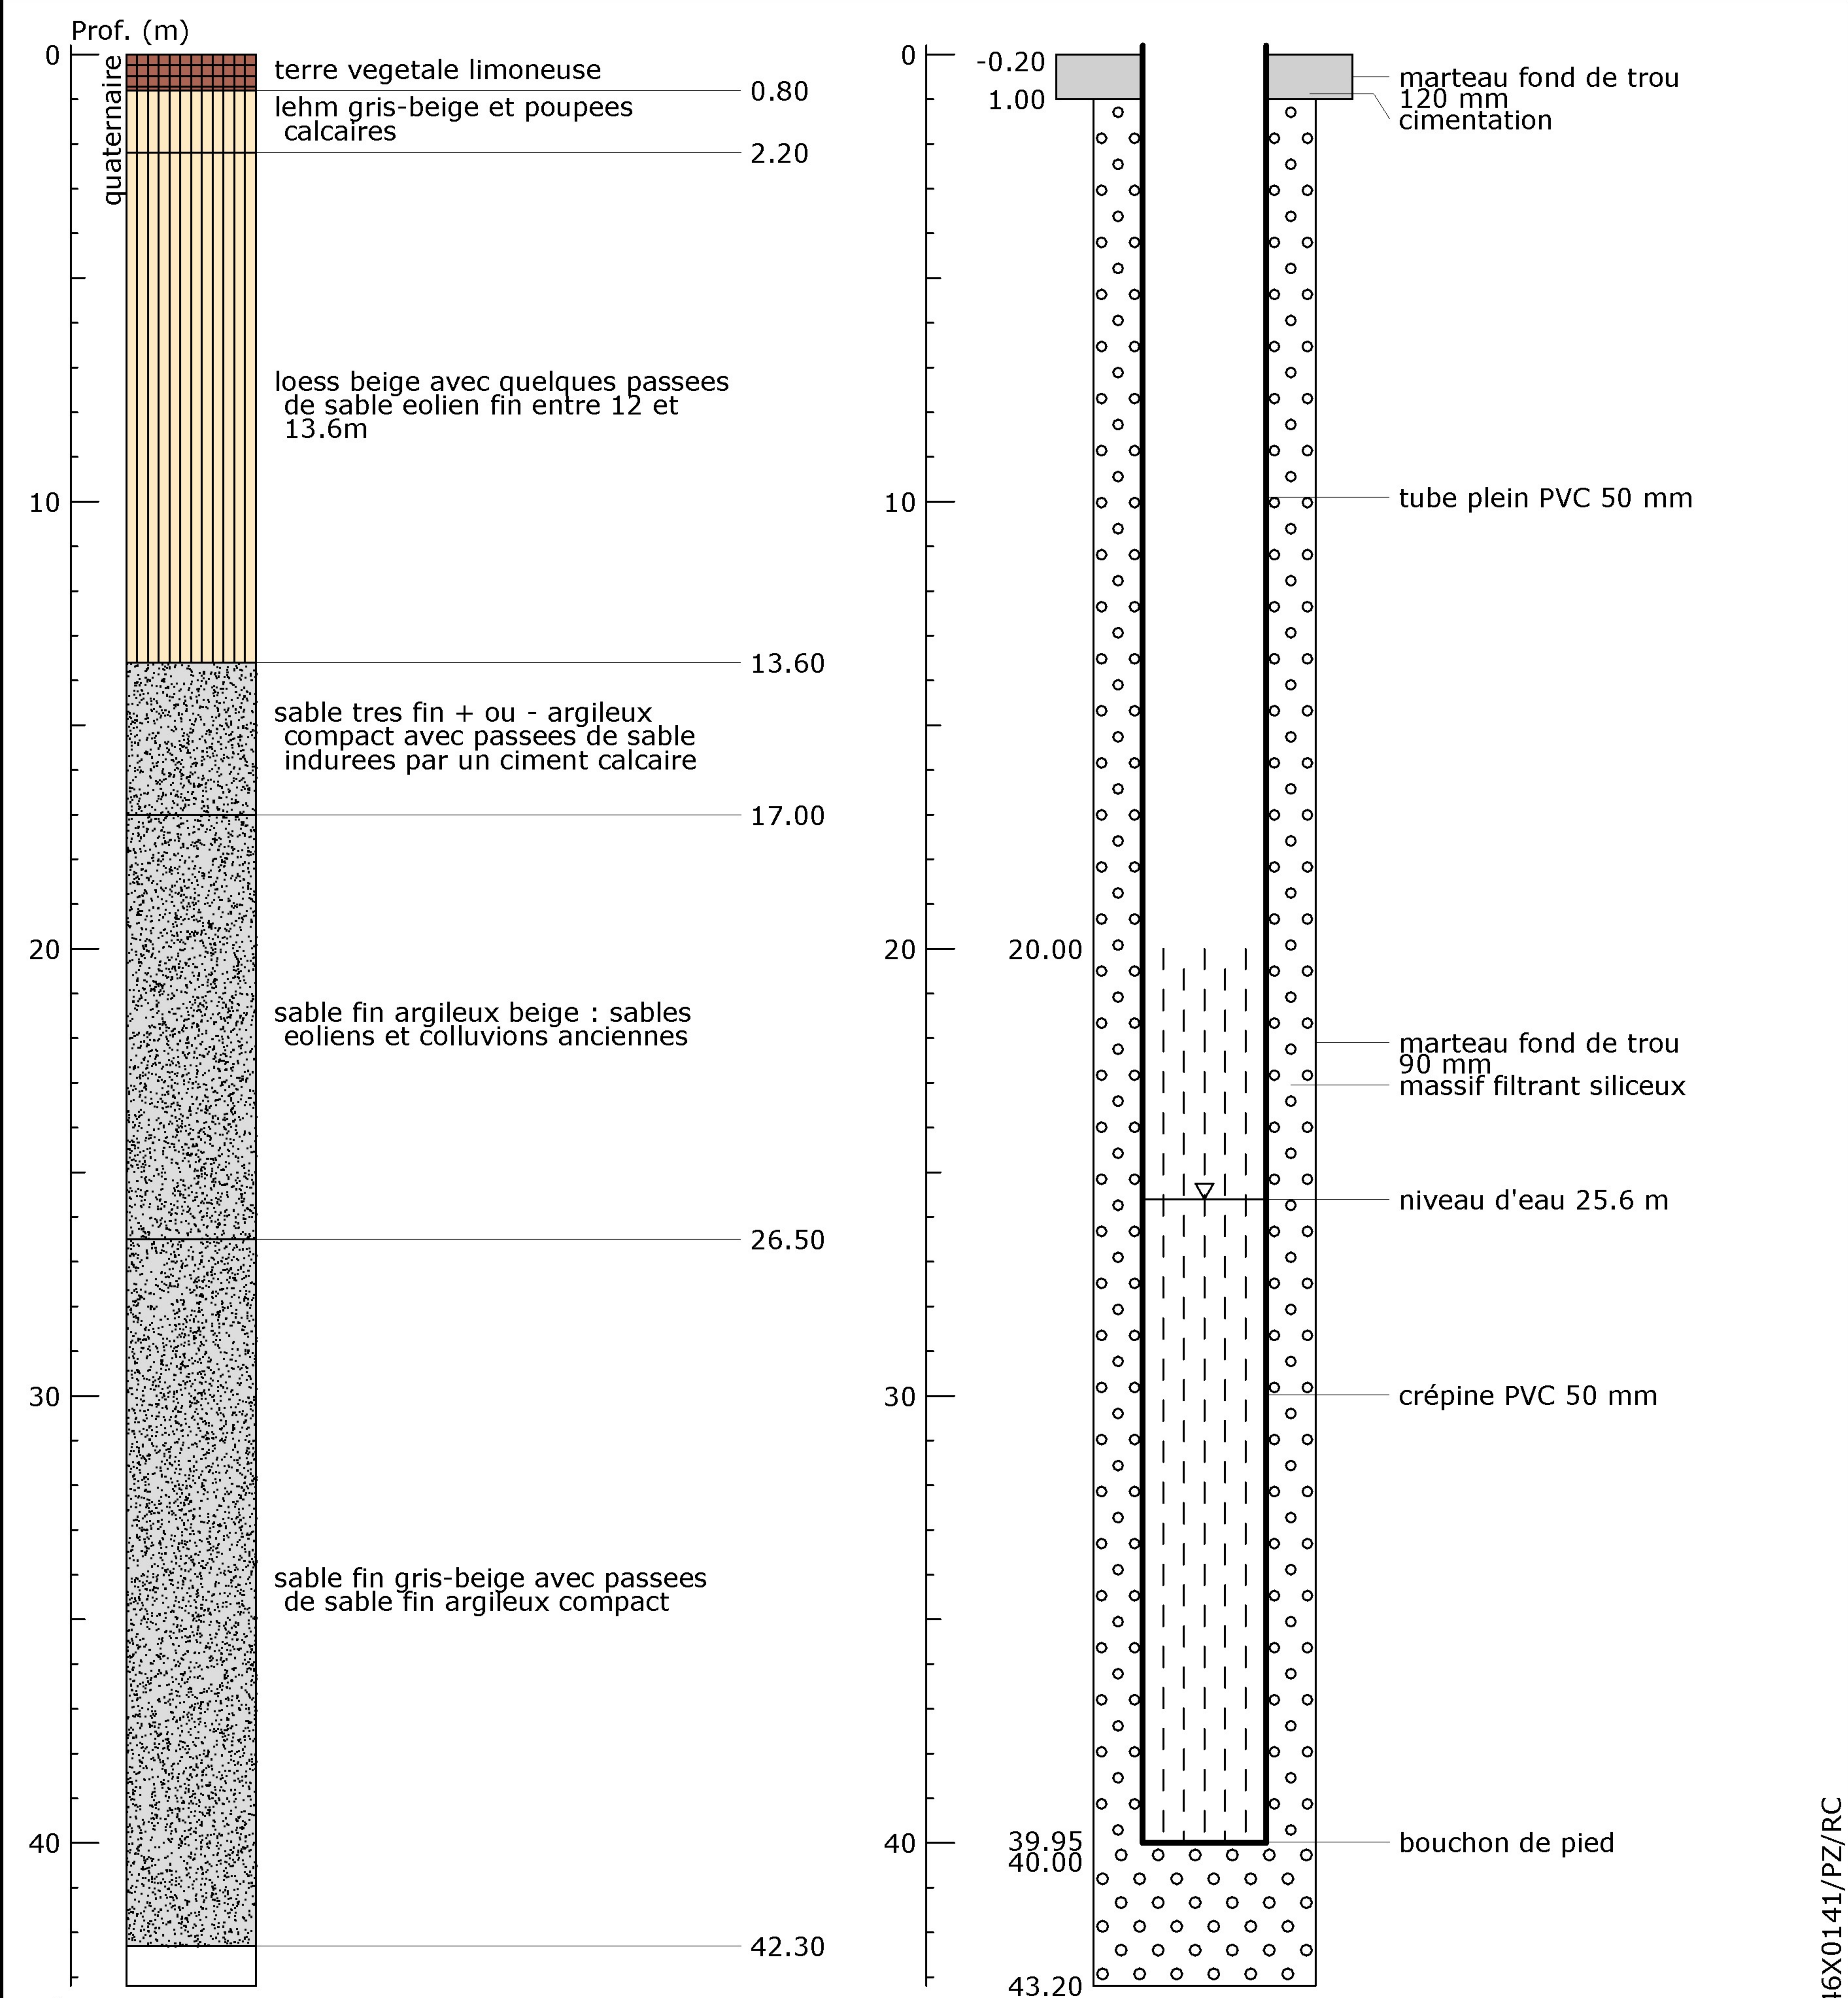 Prof. (m)
0
quaternaire
terre vegetale limoneuse
0.80
lehm gris-beige et poupees
calcaires
2.20
loess beige avec quelques passees
de sable eolien fin entre 12 et
13.6m
10
13.60
sable tres fin + ou - argileux
compact avec passees de sable
indurees par un ciment calcaire
17.00
20
sable fin argileux beige : sables
eoliens et colluvions anciennes
26.50
30
sable fin gris-beige avec passees
de sable fin argileux compact
40
42.30
0
-0.20
1.00
marteau fond de trou
120 mm
cimentation
10
tube plein PVC 50 mm
20
20.00
marteau fond de trou
90 mm
massif filtrant siliceux
niveau d'eau 25.6 m
30
crépine PVC 50 mm
40
39.95
40.00
bouchon de pied
43.20
46X0141/PZ/RC